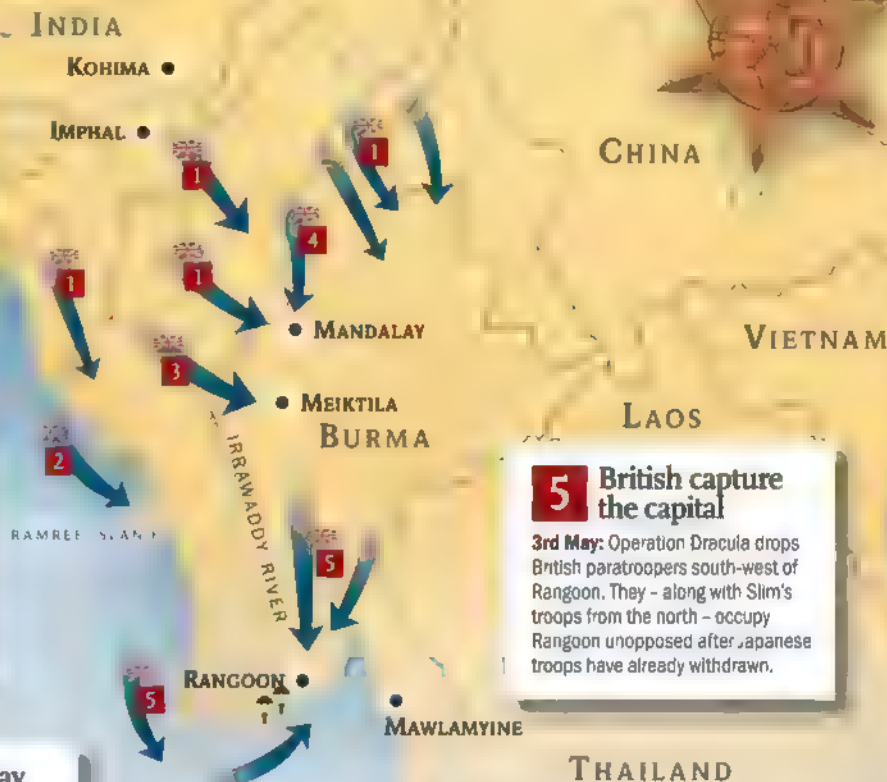 INDIA
KOHIMA
IMPHAL
1
1
CHINA
4
1
1
MANDALAY
VIETNAM
3
MEIKTILA
LAOS
BURMA
2
IRRAWADDY RIVER
RAMREE
5
5 British capture
the capital
3rd May: Operation Dracula drops
British paratroopers south-west of
Rangoon. They – along with Slim's
troops from the north – occupy
Rangoon unopposed after Japanese
troops have already withdrawn.
RANGOON
5
MAWLAMYINE
THAILAND